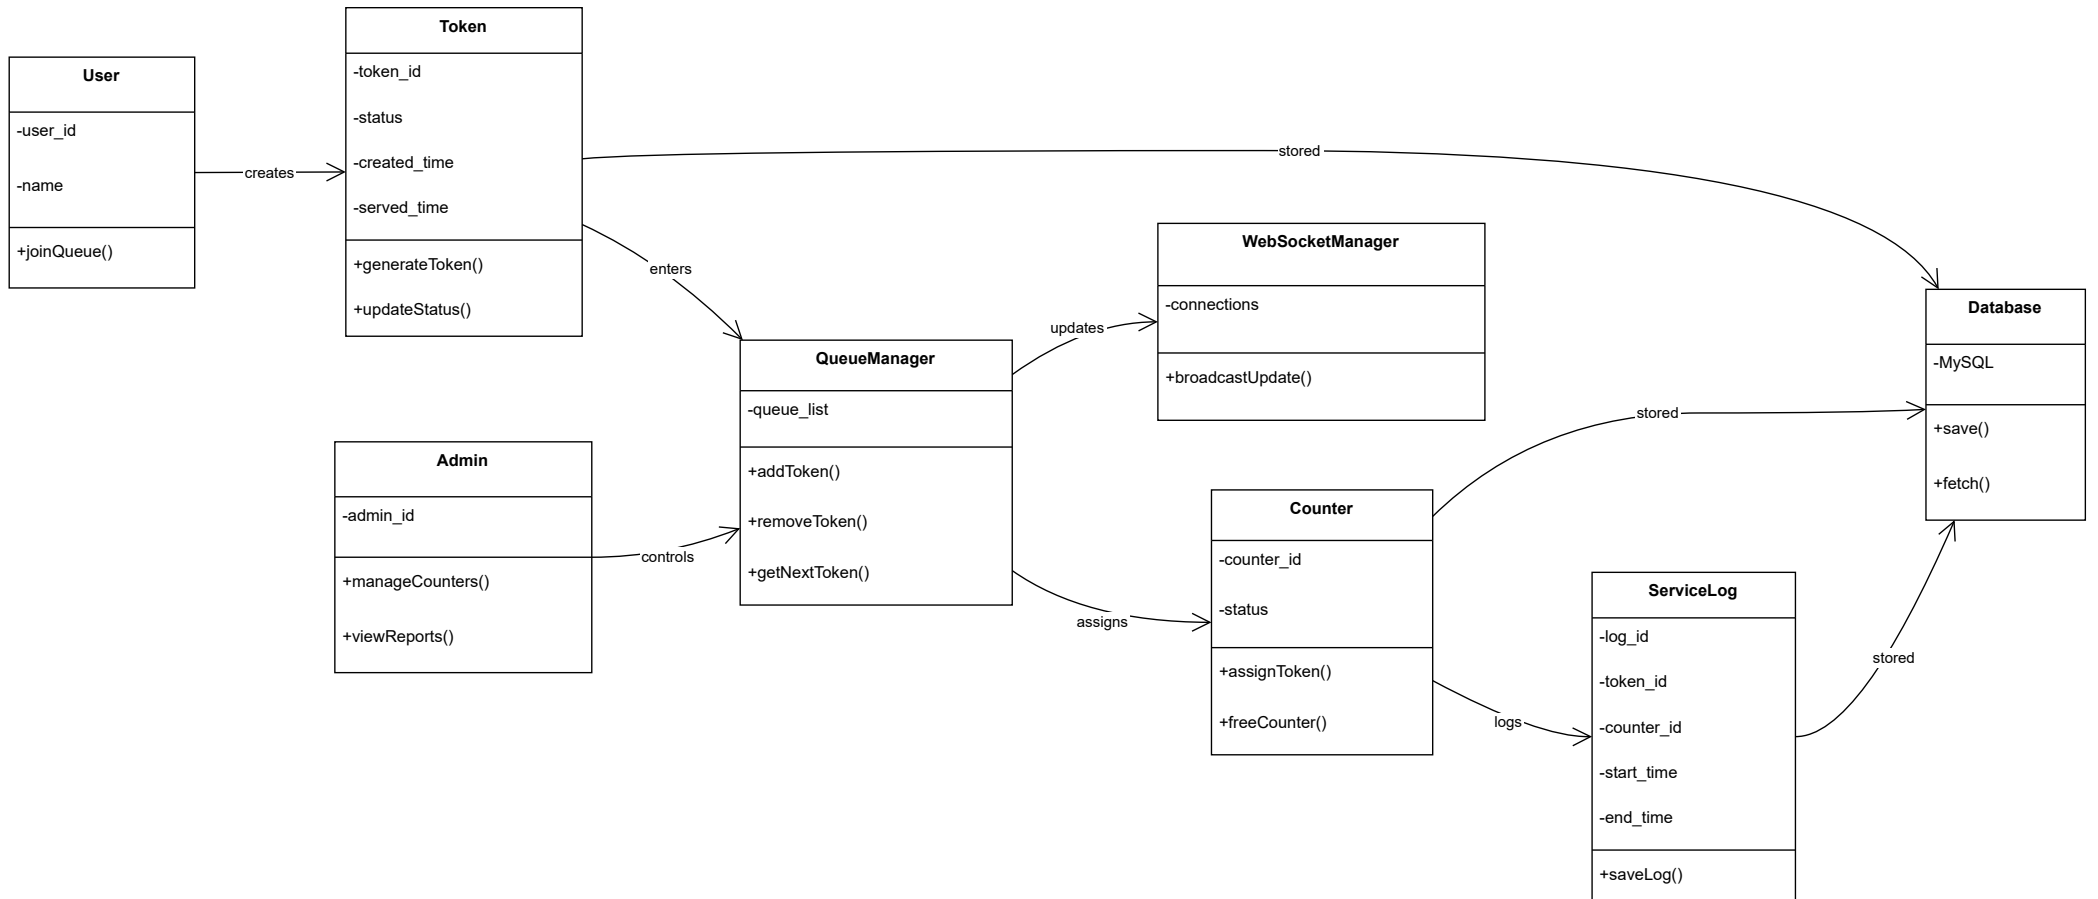 User
-user_id
-name
+joinQueue()
creates
Token
-token_id
-status
-created_time
-served_time
+generateToken()
+updateStatus()
stored
enters
Admin
-admin_id
+manageCounters()
+viewReports()
controls
QueueManager
-queue_list
+addToken()
+removeToken()
+getNextToken()
updates
assigns
WebSocketManager
-connections
+broadcastUpdate()
Counter
-counter_id
-status
+assignToken()
+freeCounter()
stored
logs
ServiceLog
-log_id
-token_id
-counter_id
-start_time
-end_time
+saveLog()
stored
Database
-MySQL
+save()
+fetch()